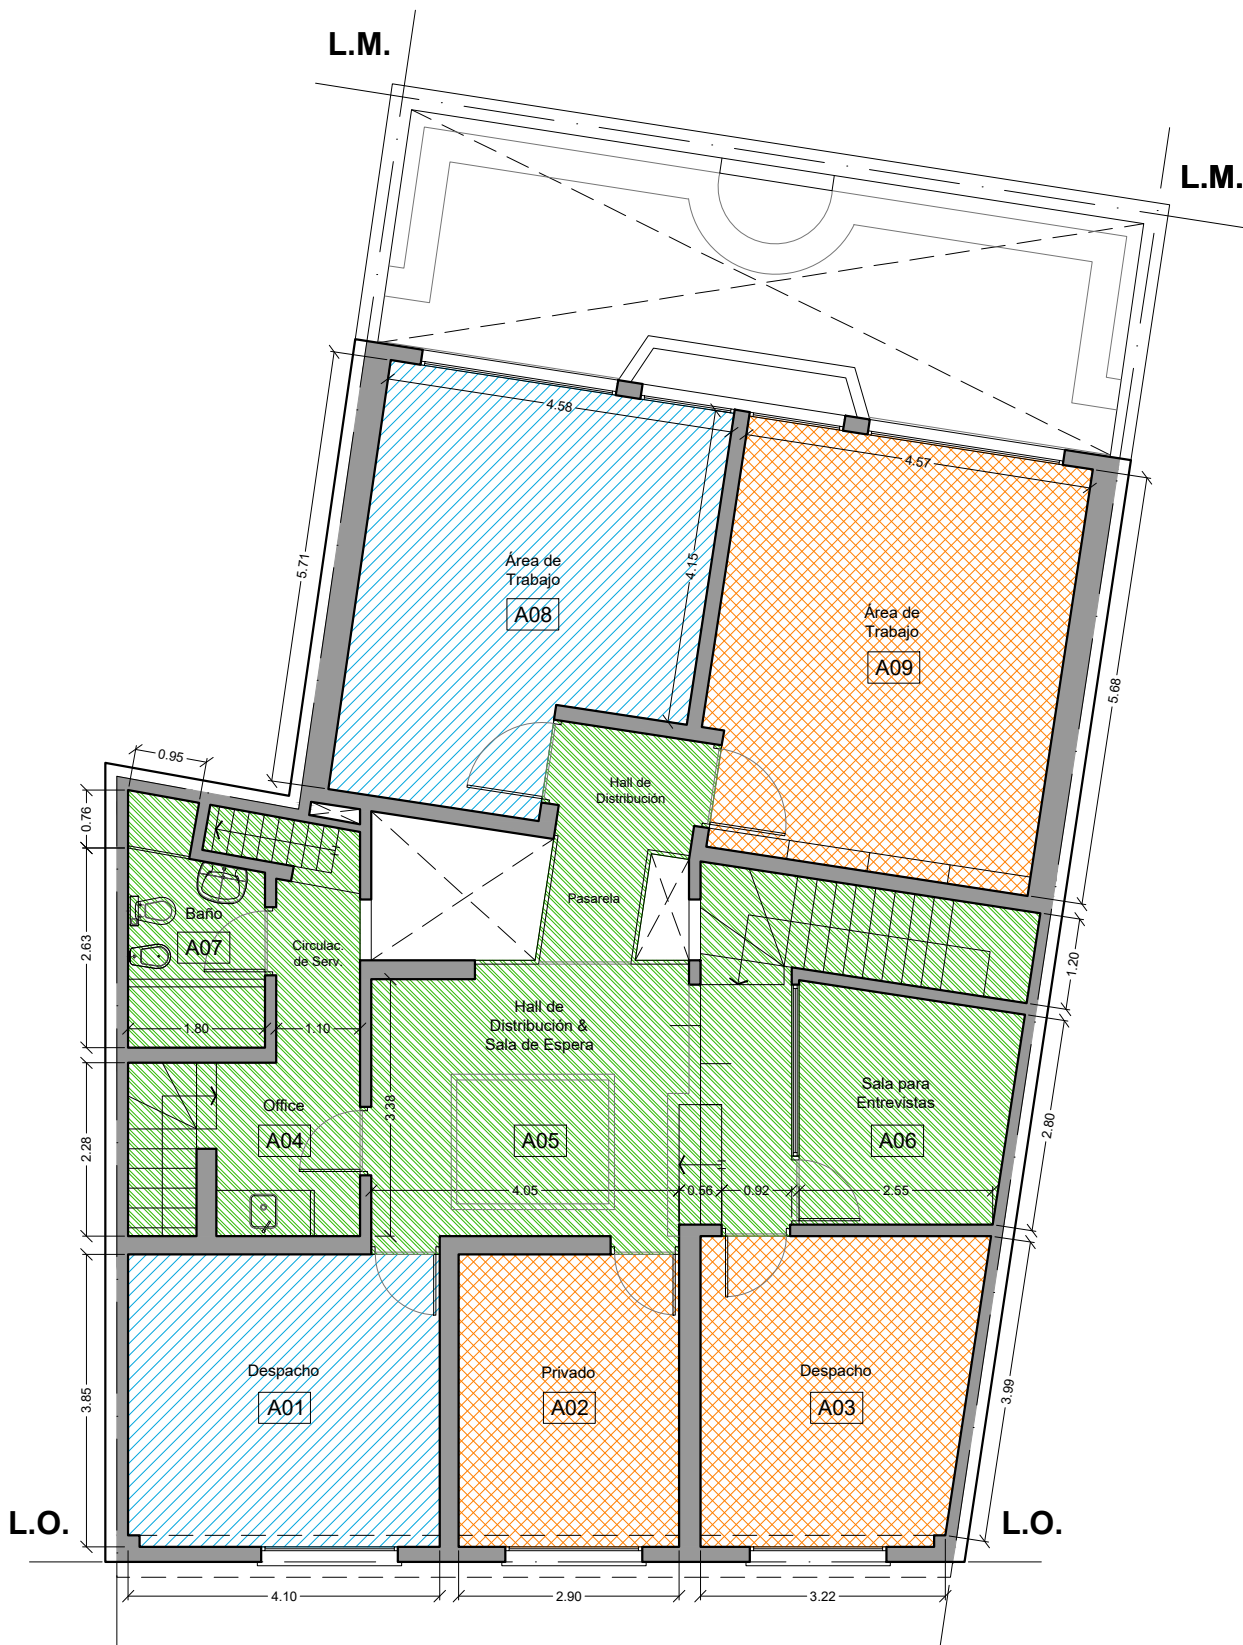 L.M.
L.M.
4.58
4.57
4.15
5.71
5.68
Área de
Trabajo
A08
Área de
Trabajo
A09
0.95
0.76
Hall de
Distribución
Pasarela
Baño
A07
Circulac.
de Serv.
2.63
1.20
1.80
1.10
Hall de
Distribución &
Sala de Espera
3.38
Sala para
Entrevistas
A06
2.80
Office
A04
A05
2.28
4.05
0.56
0.92
2.55
Despacho
A01
Privado
A02
Despacho
A03
3.85
3.99
L.O.
L.O.
4.10
2.90
3.22